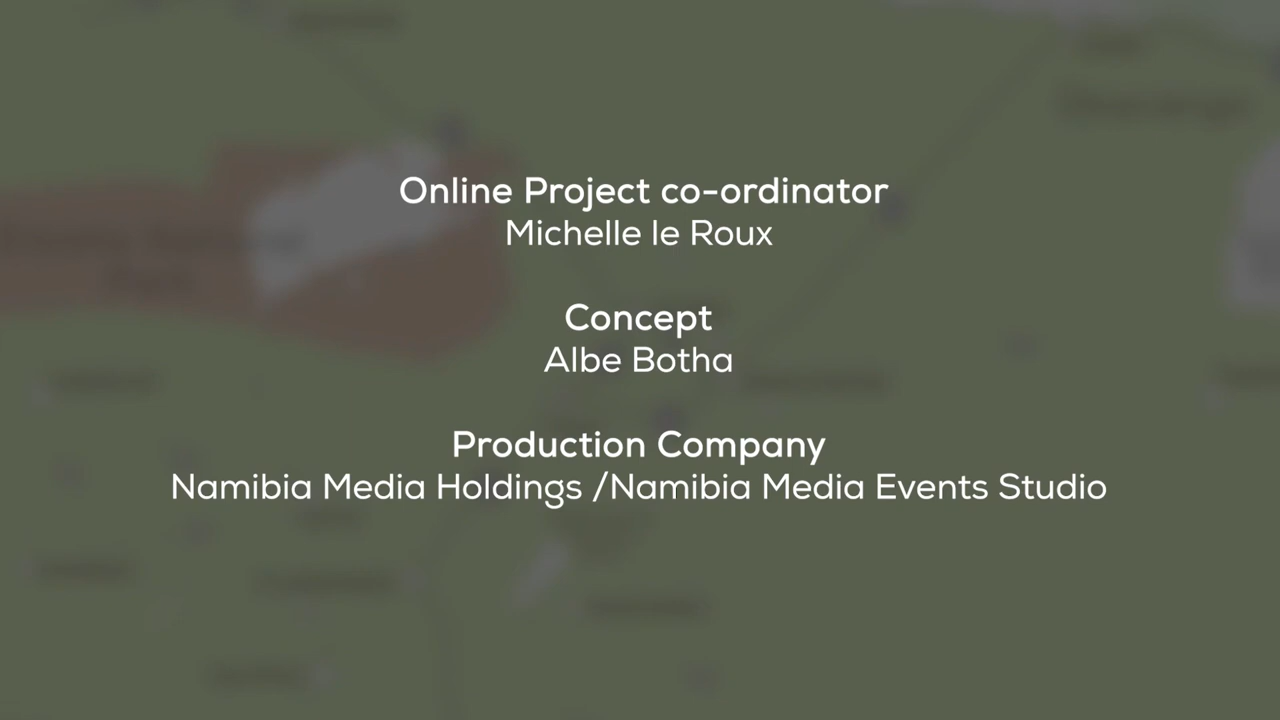 Online Project co-ordinator
Michelle le Roux
Concept
Albe Botha
Production Company
Namibia Media Holdings /Namibia Media Events Studio